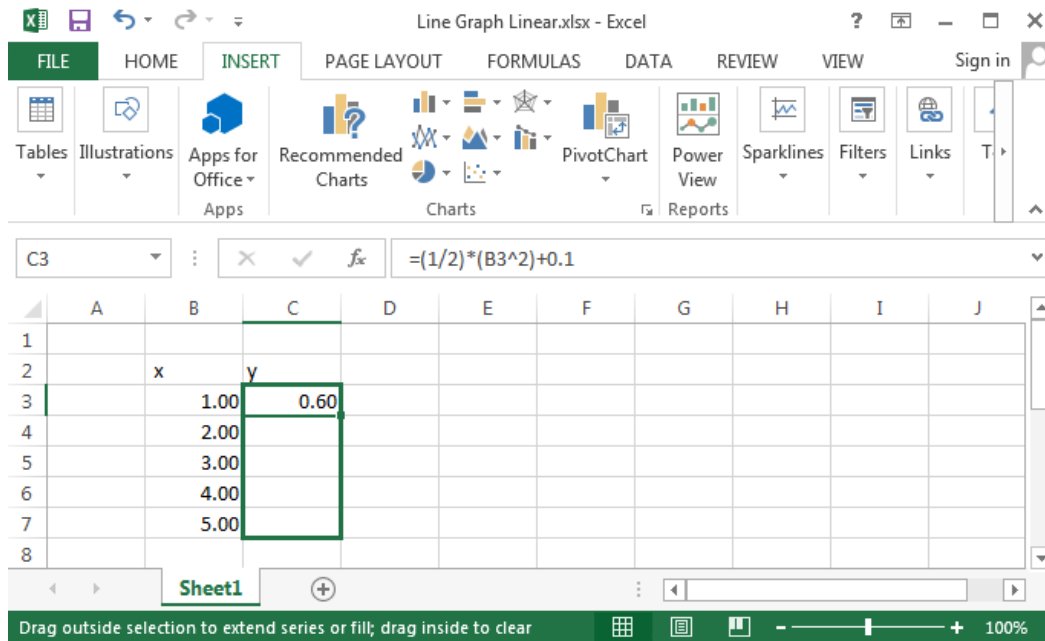 Line Graph Linear.xlsx - Excel
FILE HOME INSERT PAGE LAYOUT FORMULAS DATA REVIEW VIEW Sign in
Tables Illustrations Apps for Office Recommended Charts PivotChart Power View Sparklines Filters Links
Apps Charts Reports
C3 fx =(1/2)*(B3^2)+0.1
A B C D E F G H I J
1
2 x y
3 1.00 0.60
4 2.00
5 3.00
6 4.00
7 5.00
8
Sheet1
Drag outside selection to extend series or fill; drag inside to clear 100%